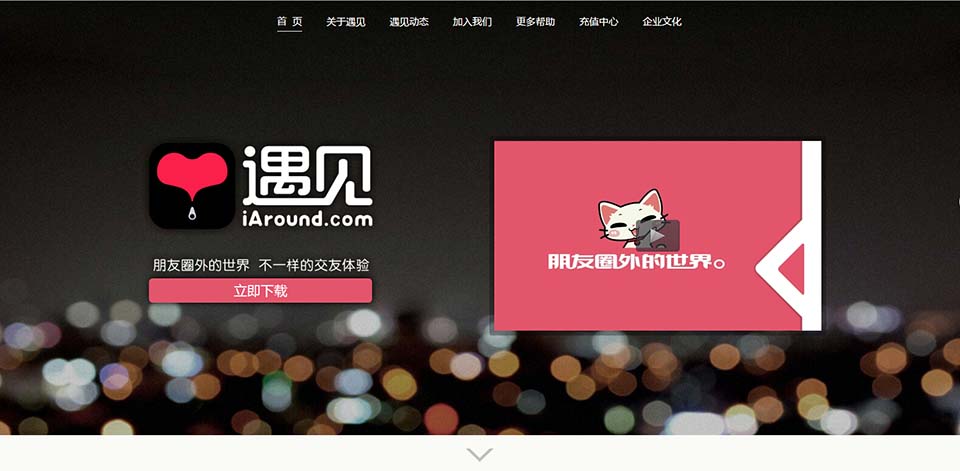 首 页 关于遇见 遇见动态 加入我们 更多帮助 充值中心 企业文化
遇见
iAround.com
朋友圈外的世界 不一样的交友体验
立即下载
朋友圈外的世界。